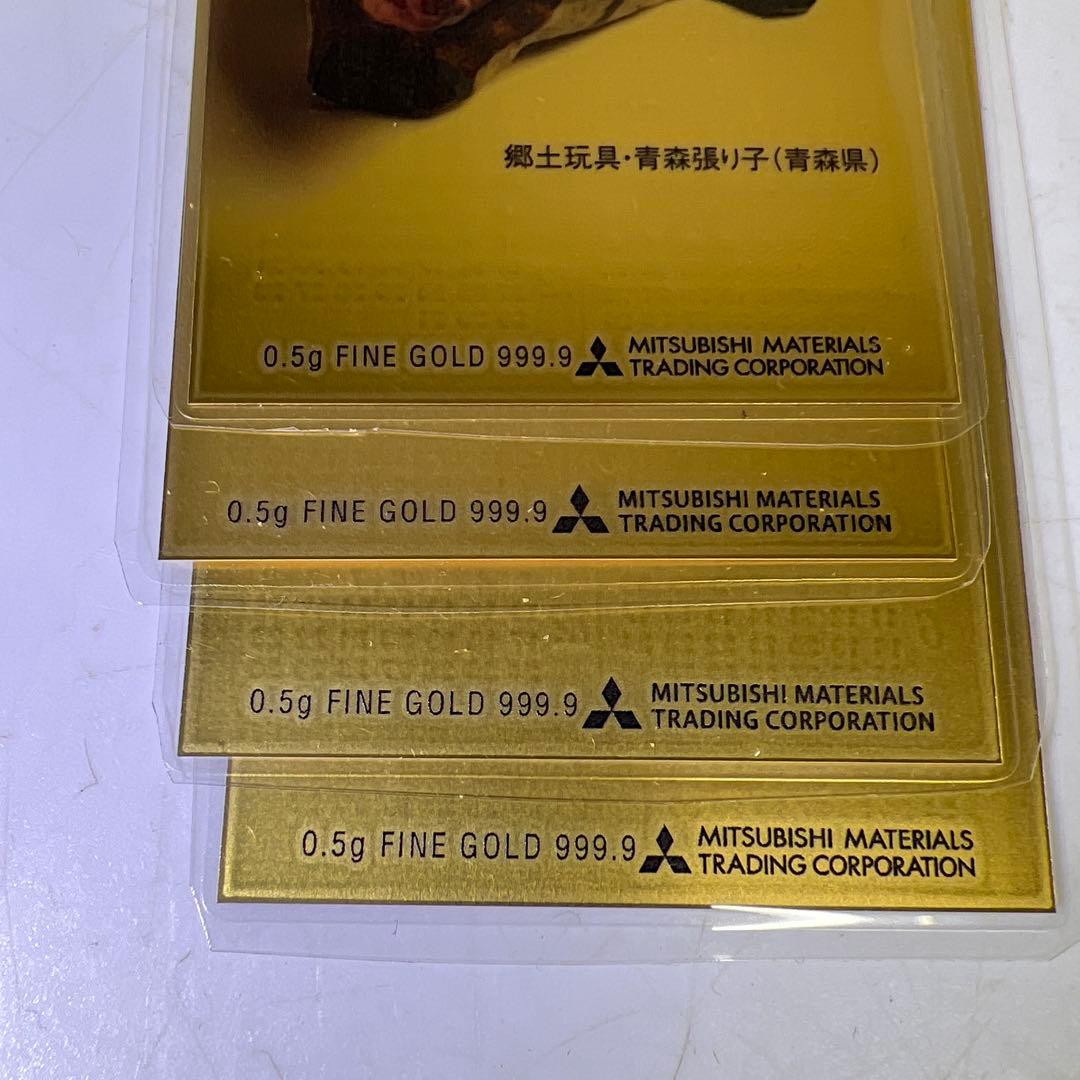 郷土玩具・青森張り子(青森県)
0.5g FINE GOLD 999.9 MITSUBISHI MATERIALS
TRADING CORPORATION
0.5g FINE GOLD 999.9 MITSUBISHI MATERIALS
TRADING CORPORATION
0.5g FINE GOLD 999.9 MITSUBISHI MATERIALS
TRADING CORPORATION
0.5g FINE GOLD 999.9 MITSUBISHI MATERIALS
TRADING CORPORATION